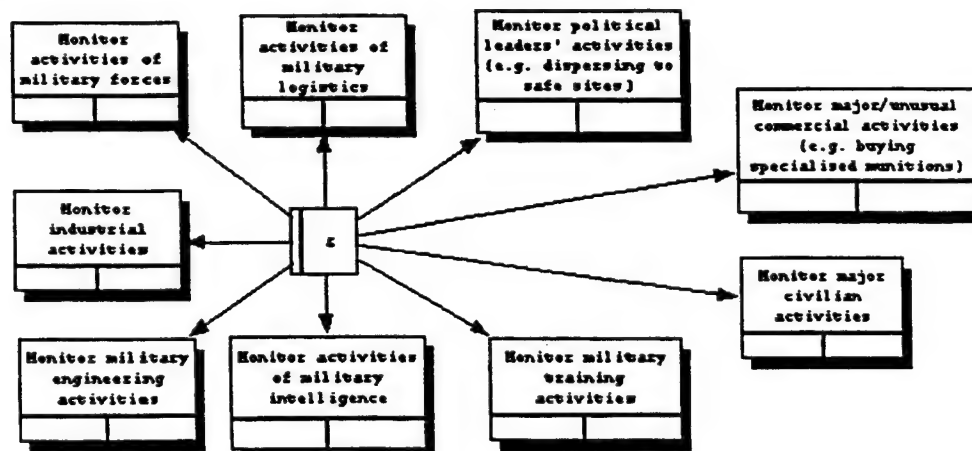 Monitor
activities of
military forces
Monitor
activities of
military
logistics
Monitor political
leaders' activities
(e.g. dispersing to
safe sites)
Monitor major/unusual
commercial activities
(e.g. buying
specialised munitions)
Monitor
industrial
activities
Monitor major
civilian
activities
Monitor military
engineering
activities
Monitor activities
of military
intelligence
Monitor military
training
activities